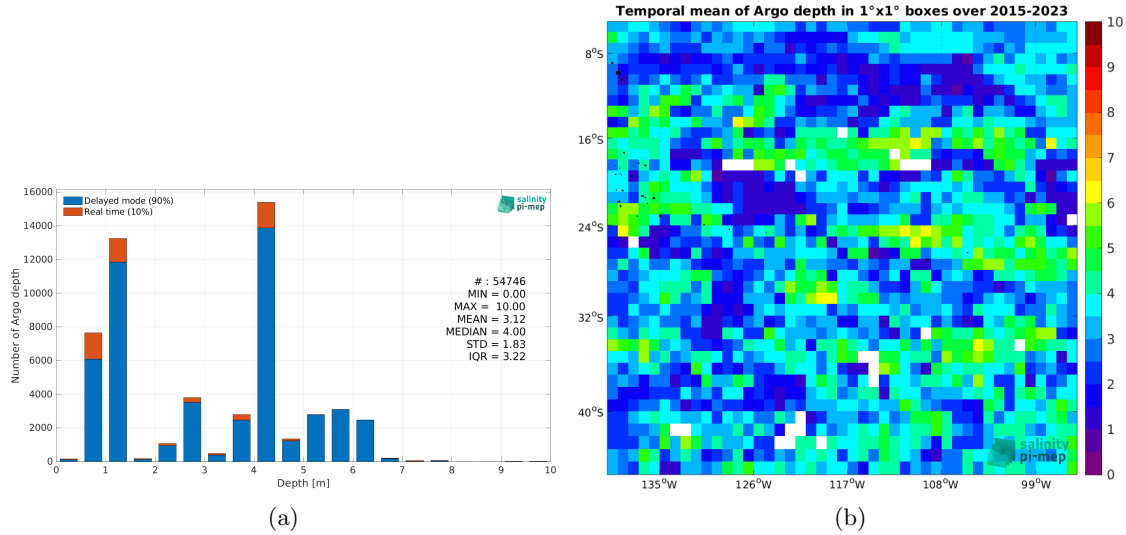 Temporal mean of Argo depth in 1°x1° boxes over 2015-2023
16000
14000
12000
10000
8000
6000
4000
2000
0
Number of Argo depth
Delayed mode (90%)
Real time (10%)
salinity
pi-mep
# : 54746
MIN = 0.00
MAX = 10.00
MEAN = 3.12
MEDIAN = 4.00
STD = 1.83
IQR = 3.22
0 1 2 3 4 5 6 7 8 9 10
Depth [m]
(a)
8°S
16°S
24°S
32°S
40°S
135°W 126°W 117°W 108°W 99°W
salinity
pi-mep
10
9
8
7
6
5
4
3
2
1
0
(b)